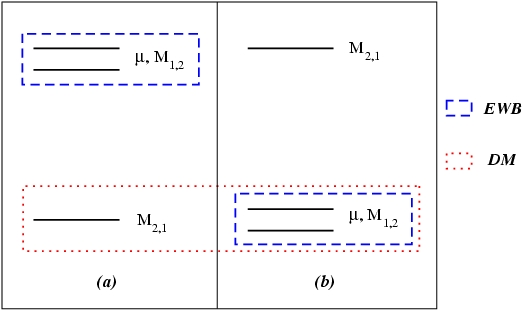 μ, M1,2
M2,1
EWB
DM
M2,1
μ, M1,2
(a)
(b)